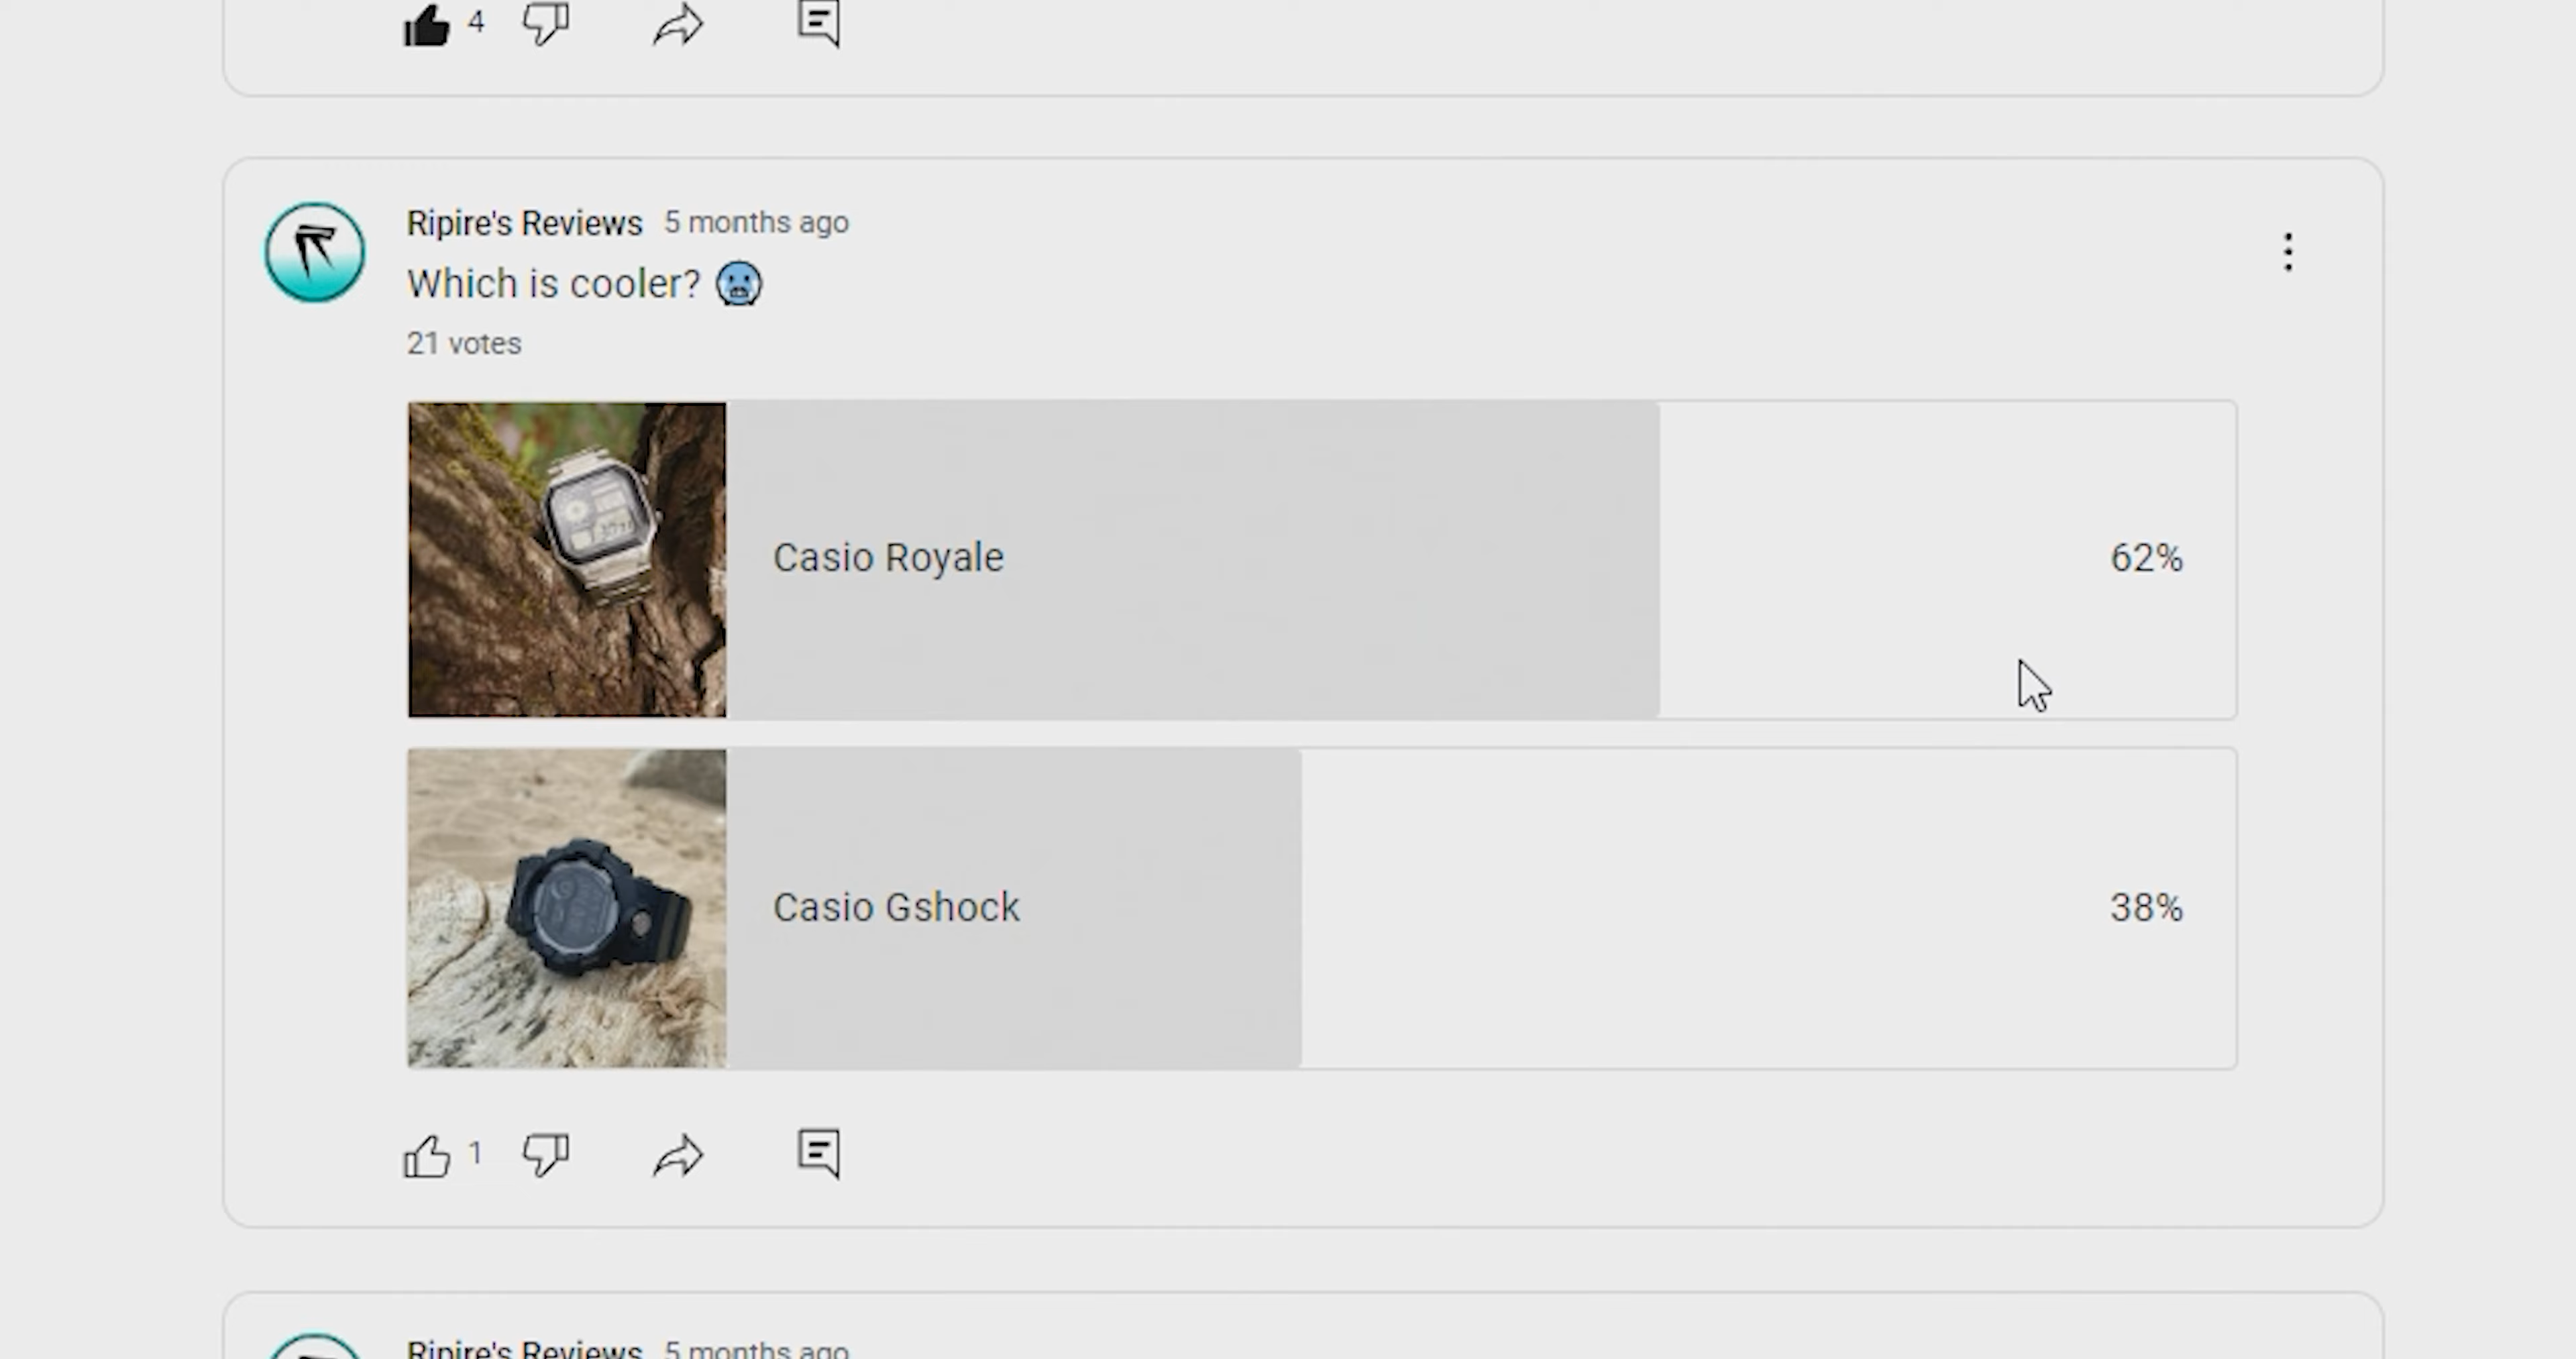 4
Ripire's Reviews 5 months ago
Which is cooler? 🥶
21 votes
Casio Royale
62%
Casio Gshock
38%
1
Ripire's Reviews 5 months ago